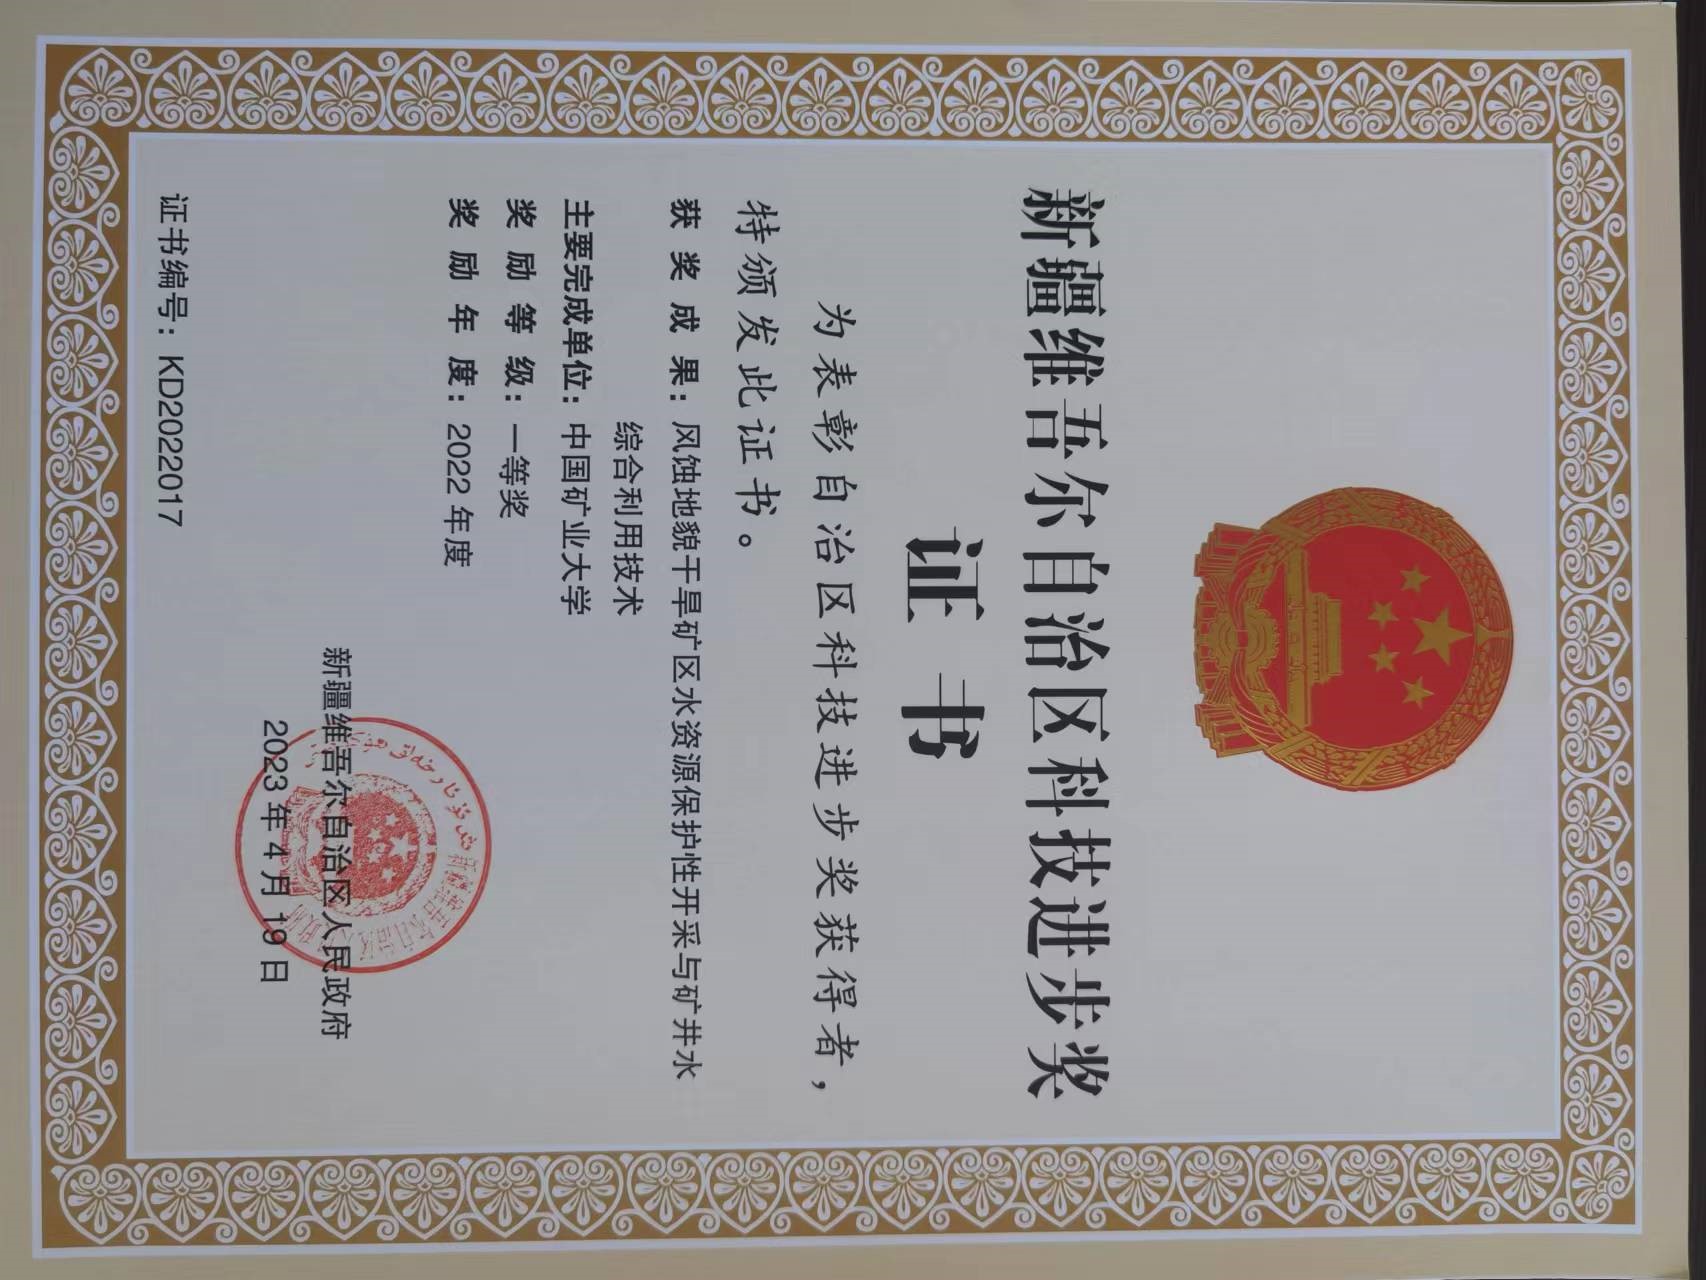 新疆维吾尔自治区科技进步奖
证书
为表彰自治区科技进步奖获得者，
特颁发此证书。
获奖成果：风蚀地貌干旱矿区水资源保护性开采与矿井水
综合利用技术
主要完成单位：中国矿业大学
奖励等级：一等奖
奖励年度：2022年度
新疆维吾尔自治区人民政府
2023年4月19日
证书编号：KD2022017